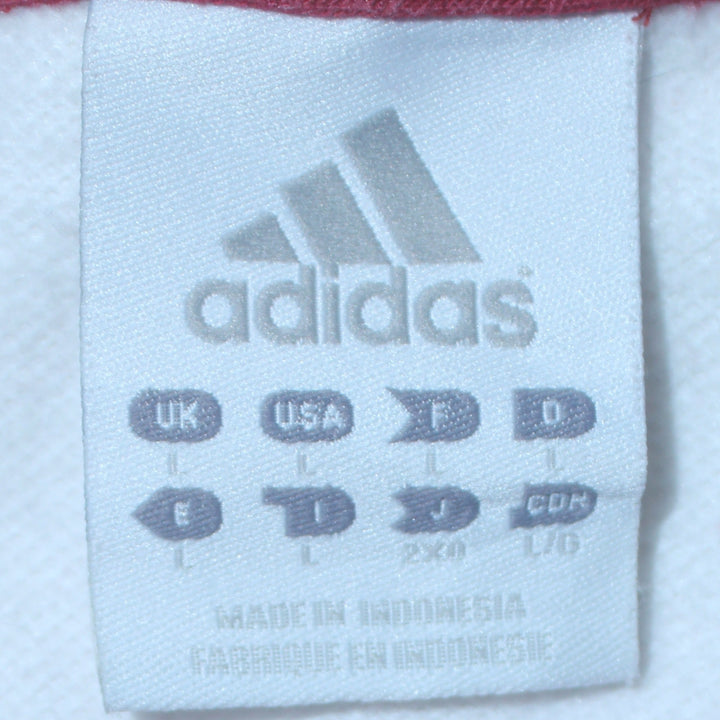 adidas
UK USA F D
L L L L
E I J CDN
L L 2XO L/G
MADE IN INDONESIA
FABRIQUE EN INDONESIE